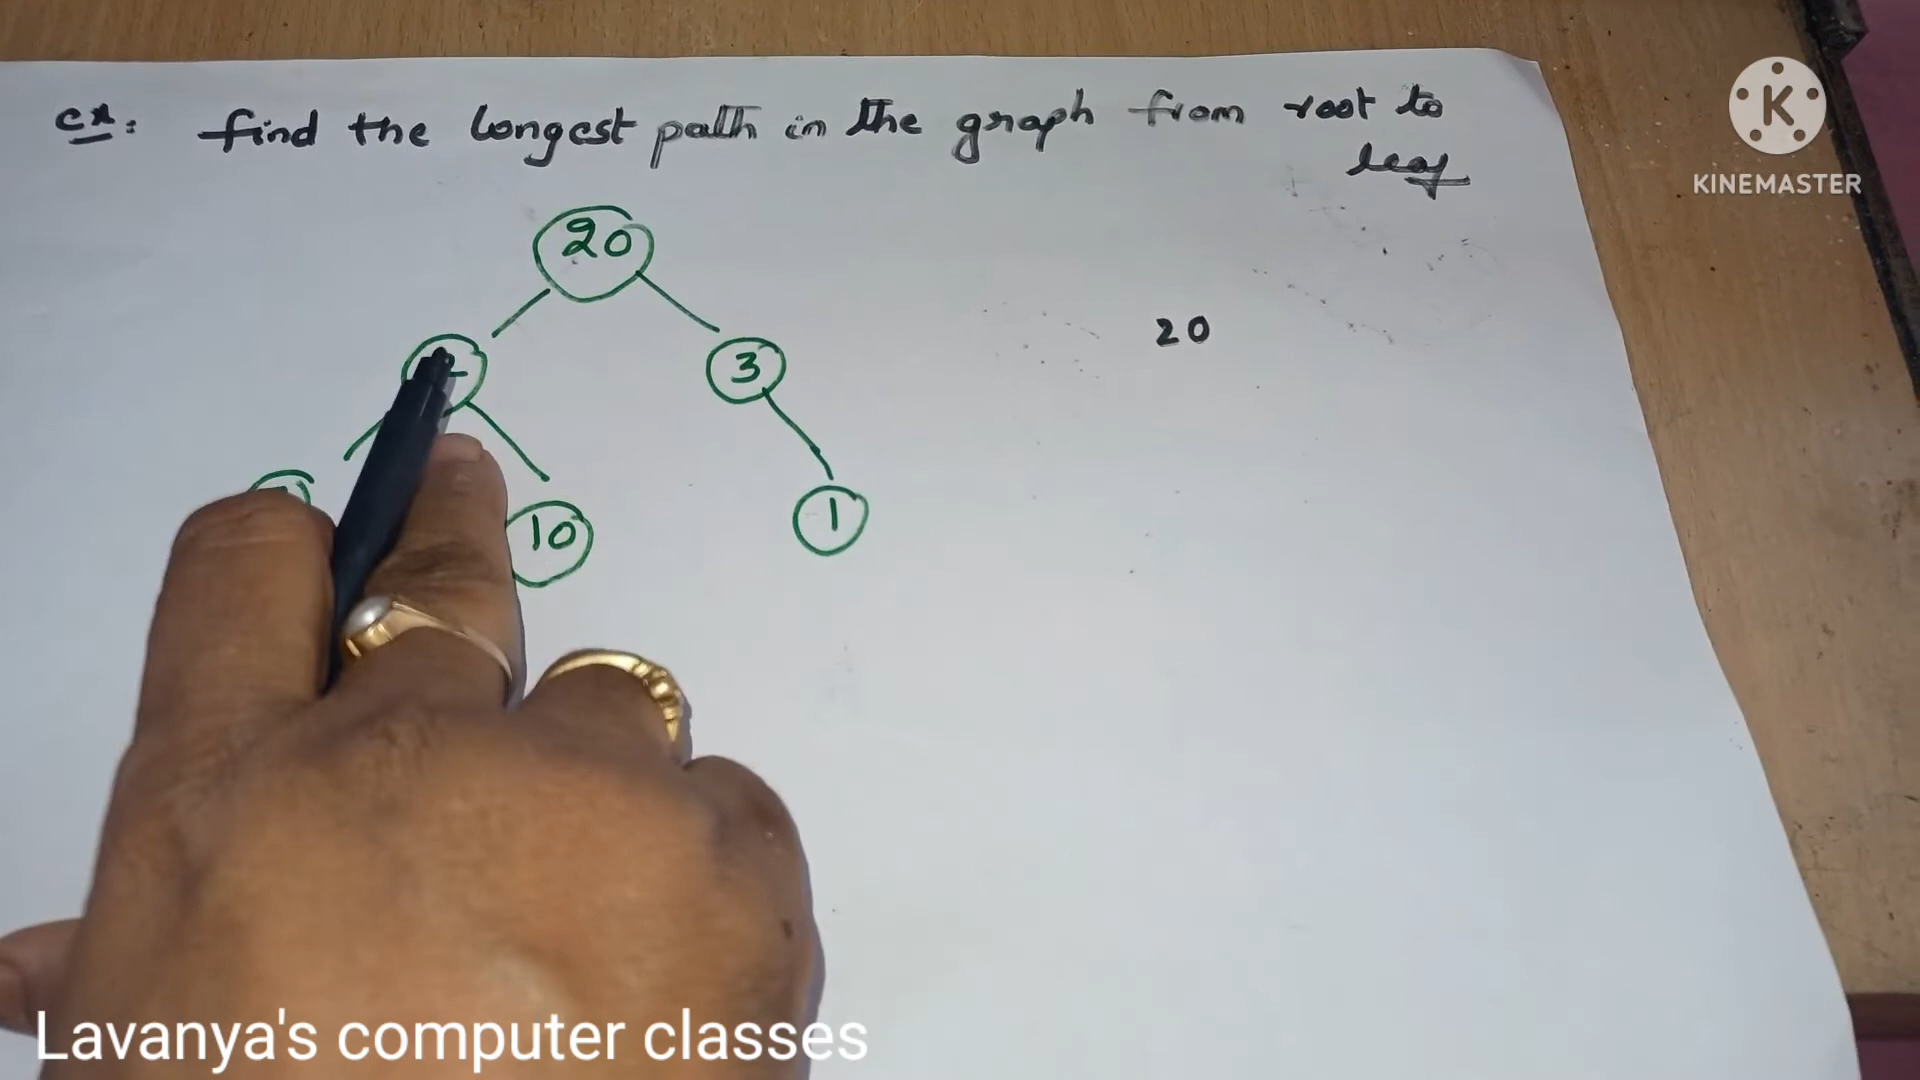 ex: find the longest path in the graph from root to
leaf
KINEMASTER
20
20
2
3
10
1
Lavanya's computer classes